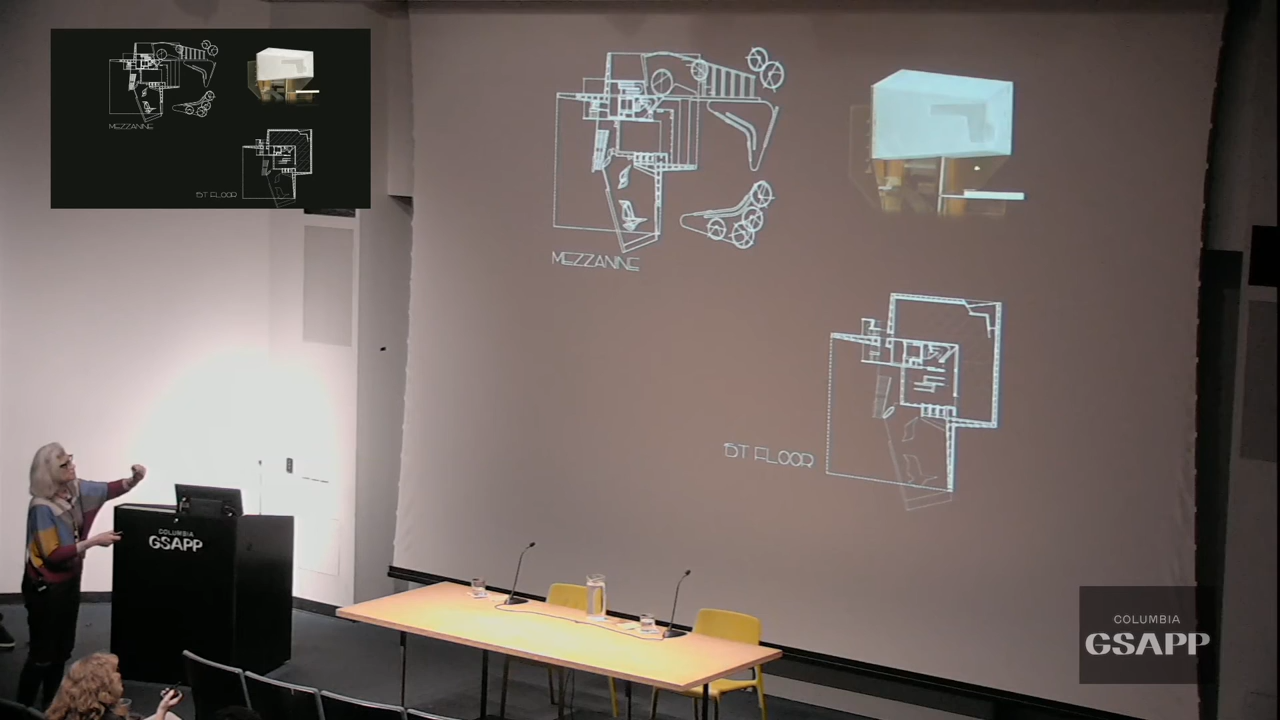 MEZZANINE
1ST FLOOR
MEZZANINE
1ST FLOOR
COLUMBIA
GSAPP
COLUMBIA
GSAPP